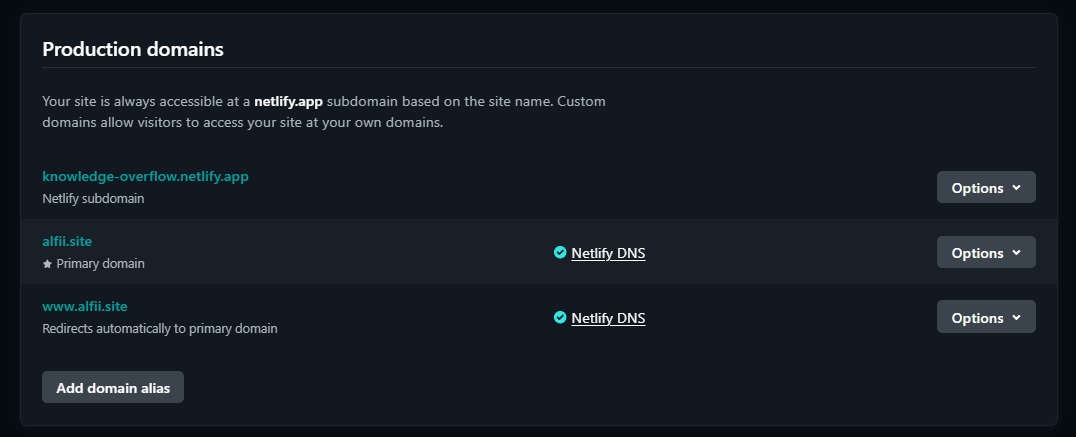 Production domains
Your site is always accessible at a netlify.app subdomain based on the site name. Custom
domains allow visitors to access your site at your own domains.
knowledge-overflow.netlify.app
Netlify subdomain
Options
alfii.site
Primary domain
Netlify DNS
Options
www.alfii.site
Redirects automatically to primary domain
Netlify DNS
Options
Add domain alias